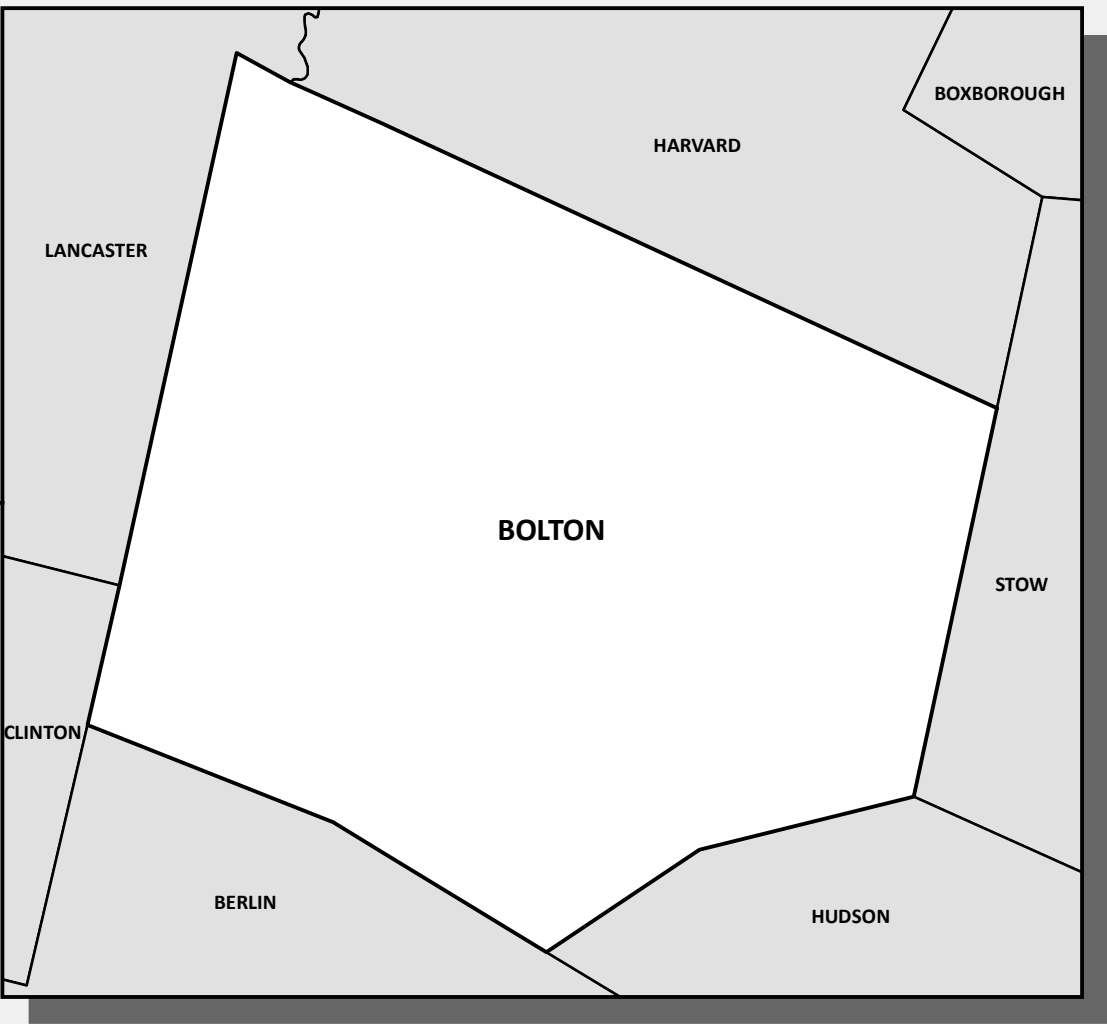 BOXBOROUGH
HARVARD
LANCASTER
BOLTON
STOW
CLINTON
BERLIN
HUDSON